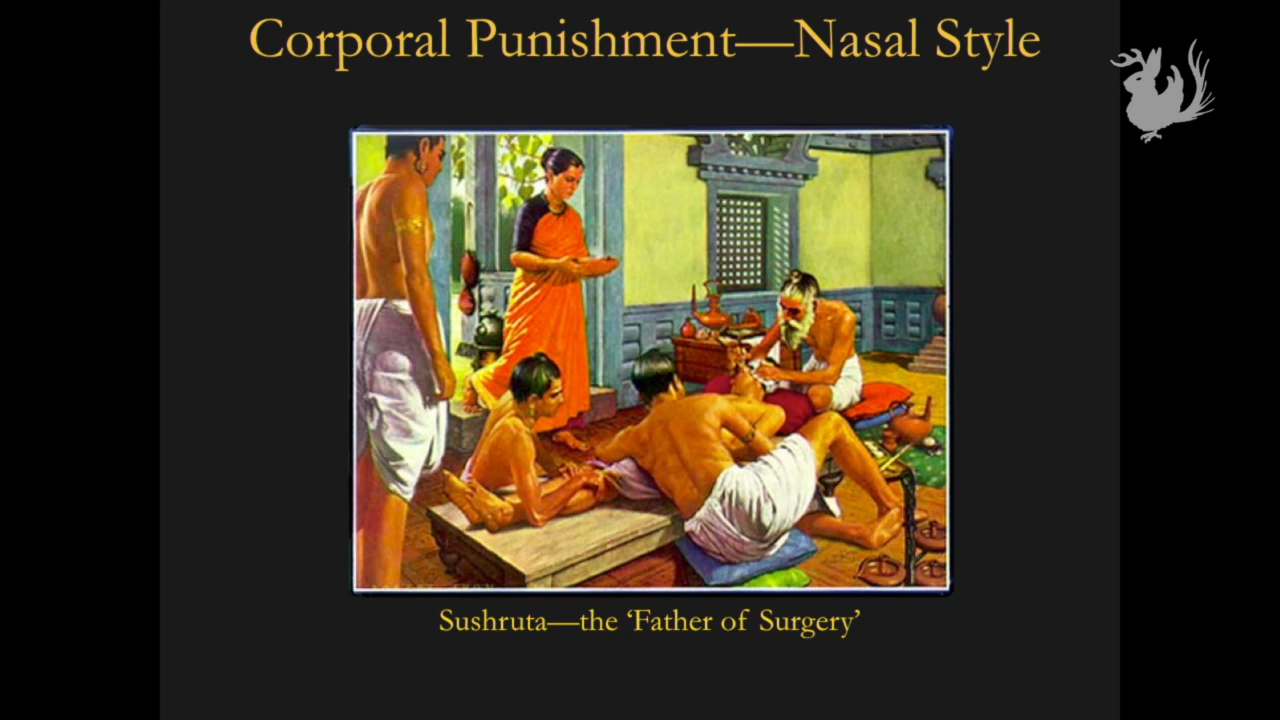 Corporal Punishment—Nasal Style
Sushruta—the ‘Father of Surgery’